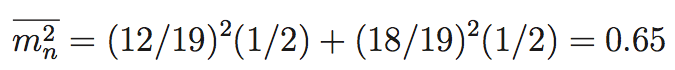 $\overline{m_n^2} = (12/19)^2(1/2) + (18/19)^2(1/2) = 0.65$